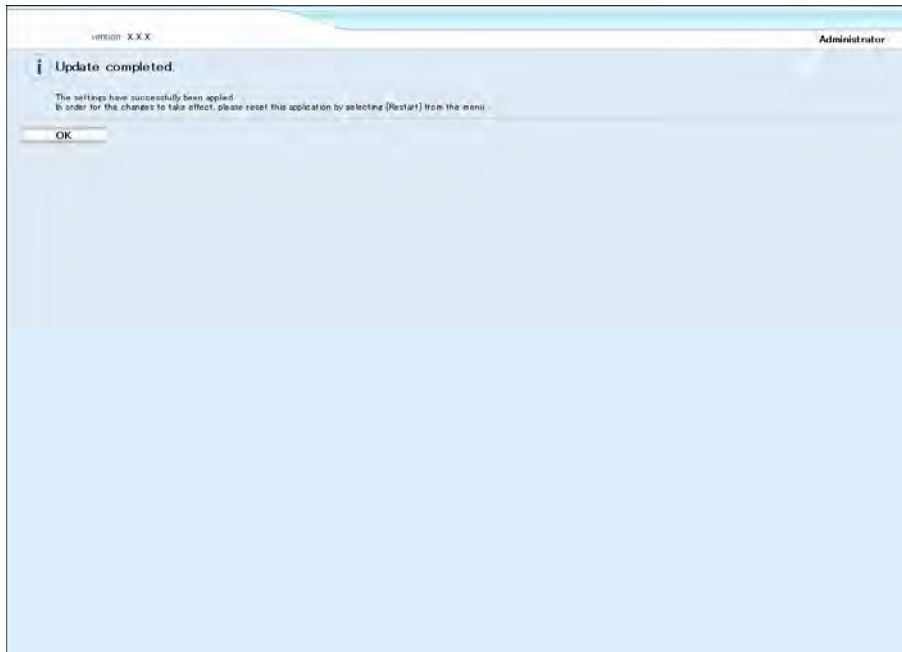 version X.X.X
Administrator
Update completed.
The settings have successfully been applied.
In order for the changes to take effect, please reset this application by selecting [Restart] from the menu.
OK